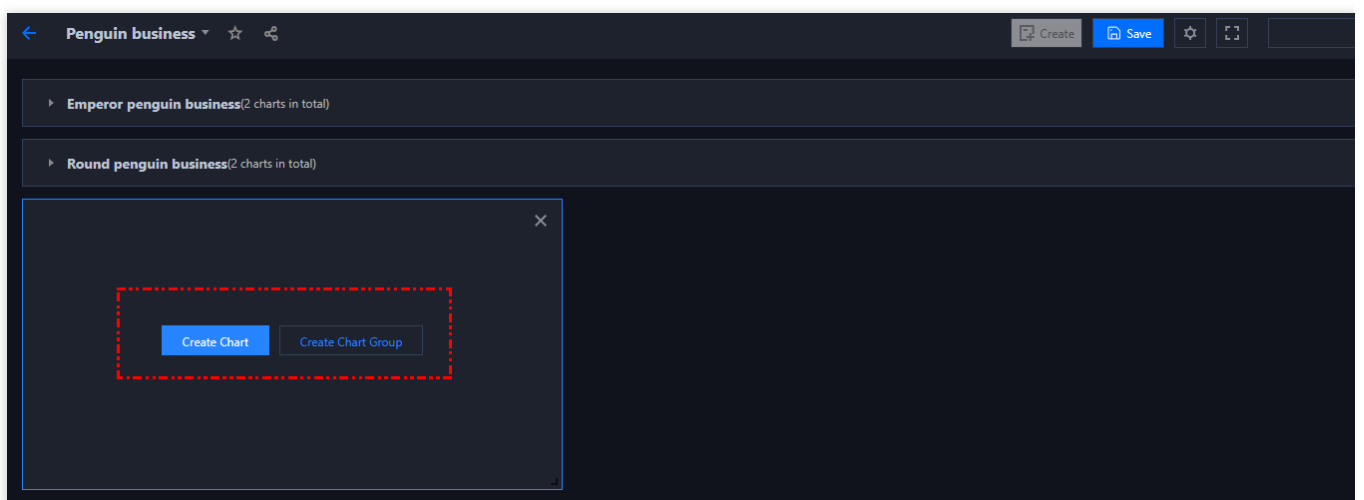 Penguin business
Create
Save
Emperor penguin business(2 charts in total)
Round penguin business(2 charts in total)
Create Chart
Create Chart Group